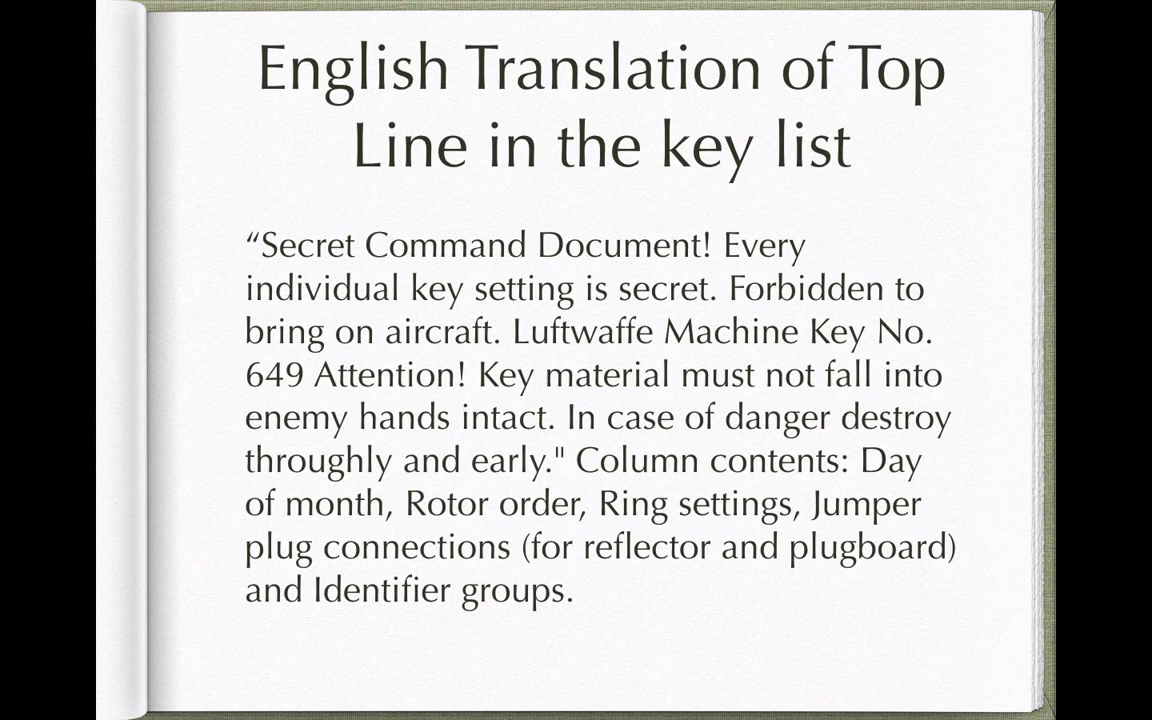 English Translation of Top
Line in the key list
“Secret Command Document! Every
individual key setting is secret. Forbidden to
bring on aircraft. Luftwaffe Machine Key No.
649 Attention! Key material must not fall into
enemy hands intact. In case of danger destroy
throughly and early." Column contents: Day
of month, Rotor order, Ring settings, Jumper
plug connections (for reflector and plugboard)
and Identifier groups.